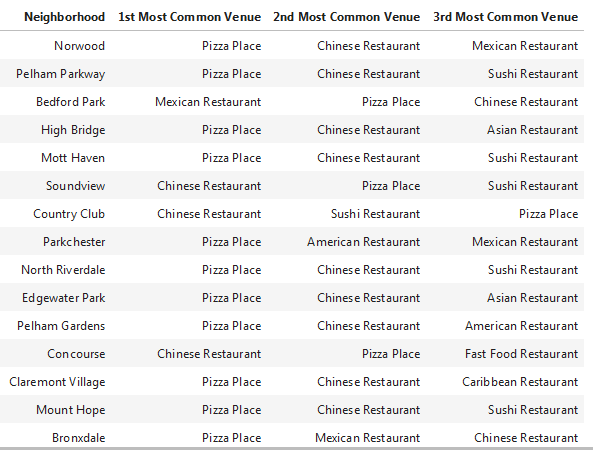 Neighborhood 1st Most Common Venue 2nd Most Common Venue 3rd Most Common Venue
Norwood Pizza Place Chinese Restaurant Mexican Restaurant
Pelham Parkway Pizza Place Chinese Restaurant Sushi Restaurant
Bedford Park Mexican Restaurant Pizza Place Chinese Restaurant
High Bridge Pizza Place Chinese Restaurant Asian Restaurant
Mott Haven Pizza Place Chinese Restaurant Sushi Restaurant
Soundview Chinese Restaurant Pizza Place Sushi Restaurant
Country Club Chinese Restaurant Sushi Restaurant Pizza Place
Parkchester Pizza Place American Restaurant Mexican Restaurant
North Riverdale Pizza Place Chinese Restaurant Sushi Restaurant
Edgewater Park Pizza Place Chinese Restaurant Asian Restaurant
Pelham Gardens Pizza Place Chinese Restaurant American Restaurant
Concourse Chinese Restaurant Pizza Place Fast Food Restaurant
Claremont Village Pizza Place Chinese Restaurant Caribbean Restaurant
Mount Hope Pizza Place Chinese Restaurant Sushi Restaurant
Bronxdale Pizza Place Mexican Restaurant Chinese Restaurant